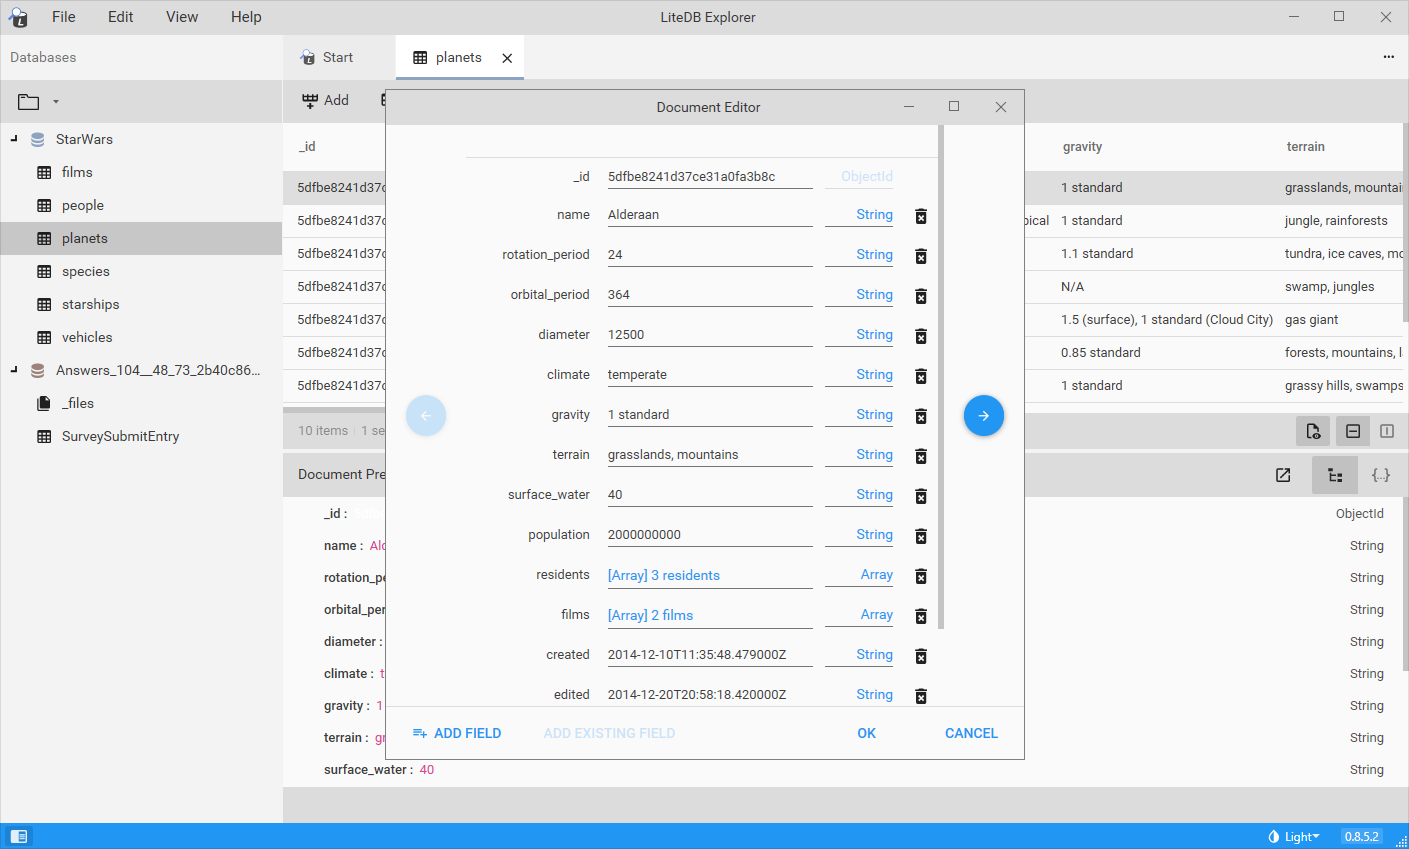 File Edit View Help LiteDB Explorer
Databases
Start planets
Add
StarWars
films
people
planets
species
starships
vehicles
Answers_104__48_73_2b40c86...
_files
SurveySubmitEntry
_id gravity terrain
5dfbe8241d37c 1 standard grasslands, mountai
5dfbe8241d37c pical 1 standard jungle, rainforests
5dfbe8241d37c 1.1 standard tundra, ice caves, mo
5dfbe8241d37c N/A swamp, jungles
5dfbe8241d37c 1.5 (surface), 1 standard (Cloud City) gas giant
5dfbe8241d37c 0.85 standard forests, mountains, l
5dfbe8241d37c 1 standard grassy hills, swamps
10 items 1 se
Document Pre
_id : ObjectId
name : Ald String
rotation_pe String
orbital_per String
diameter : String
climate : t String
gravity : 1 String
terrain : gr String
surface_water : 40 String
Document Editor
_id 5dfbe8241d37ce31a0fa3b8c ObjectId
name Alderaan String
rotation_period 24 String
orbital_period 364 String
diameter 12500 String
climate temperate String
gravity 1 standard String
terrain grasslands, mountains String
surface_water 40 String
population 2000000000 String
residents [Array] 3 residents Array
films [Array] 2 films Array
created 2014-12-10T11:35:48.479000Z String
edited 2014-12-20T20:58:18.420000Z String
ADD FIELD ADD EXISTING FIELD OK CANCEL
Light 0.8.5.2